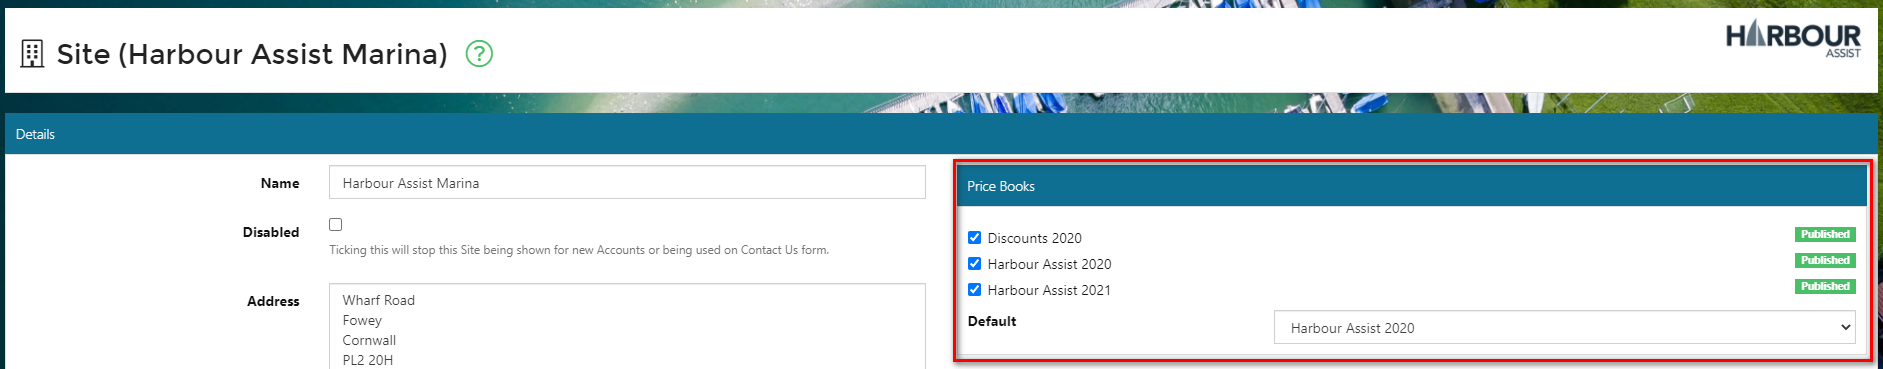 Site (Harbour Assist Marina) ?
HARBOUR
ASSIST
Details
Name
Harbour Assist Marina
Disabled
Ticking this will stop this Site being shown for new Accounts or being used on Contact Us form.
Address
Wharf Road
Fowey
Cornwall
PL2 20H
Price Books
Discounts 2020 Published
Harbour Assist 2020 Published
Harbour Assist 2021 Published
Default Harbour Assist 2020